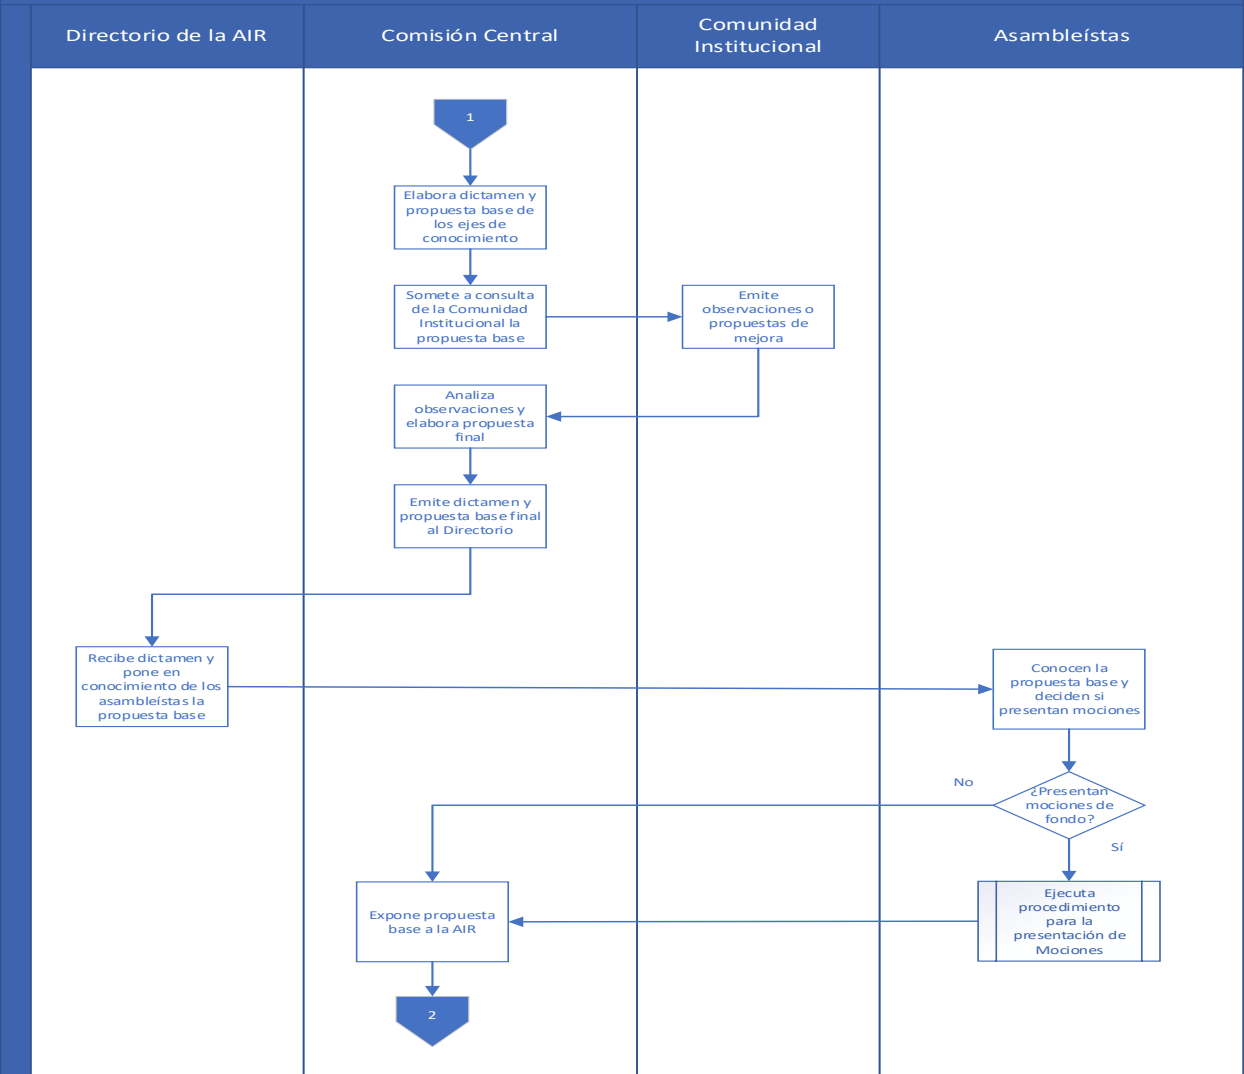 Directorio de la AIR
Comisión Central
Comunidad
Institucional
Asambleístas
1
Elabora dictamen y
propuesta base de
los ejes de
conocimiento
Somete a consulta
de la Comunidad
Institucional la
propuesta base
Emite
observaciones o
propuestas de
mejora
Analiza
observaciones y
elabora propuesta
final
Emite dictamen y
propuesta base final
al Directorio
Recibe dictamen y
pone en
conocimiento de los
asambleístas la
propuesta base
Conocen la
propuesta base y
deciden si
presentan mociones
No
¿Presentan
mociones de
fondo?
Sí
Ejecuta
procedimiento
para la
presentación de
Mociones
Expone propuesta
base a la AIR
2